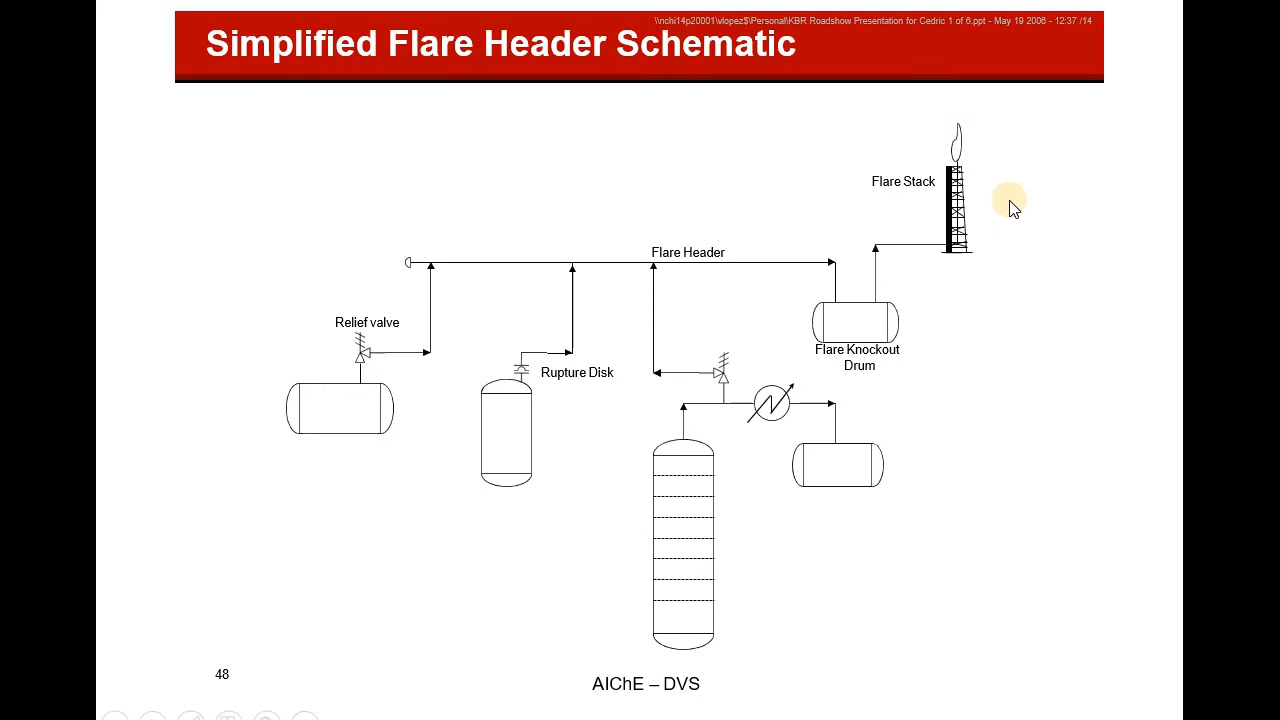 \\nchi14p20001\vlopez$\Personal\KBR Roadshow Presentation for Cedric 1 of 6.ppt - May 19 2006 - 12:37 /14
Simplified Flare Header Schematic
Flare Stack
Flare Header
Relief valve
Flare Knockout
Drum
Rupture Disk
48
AIChE – DVS